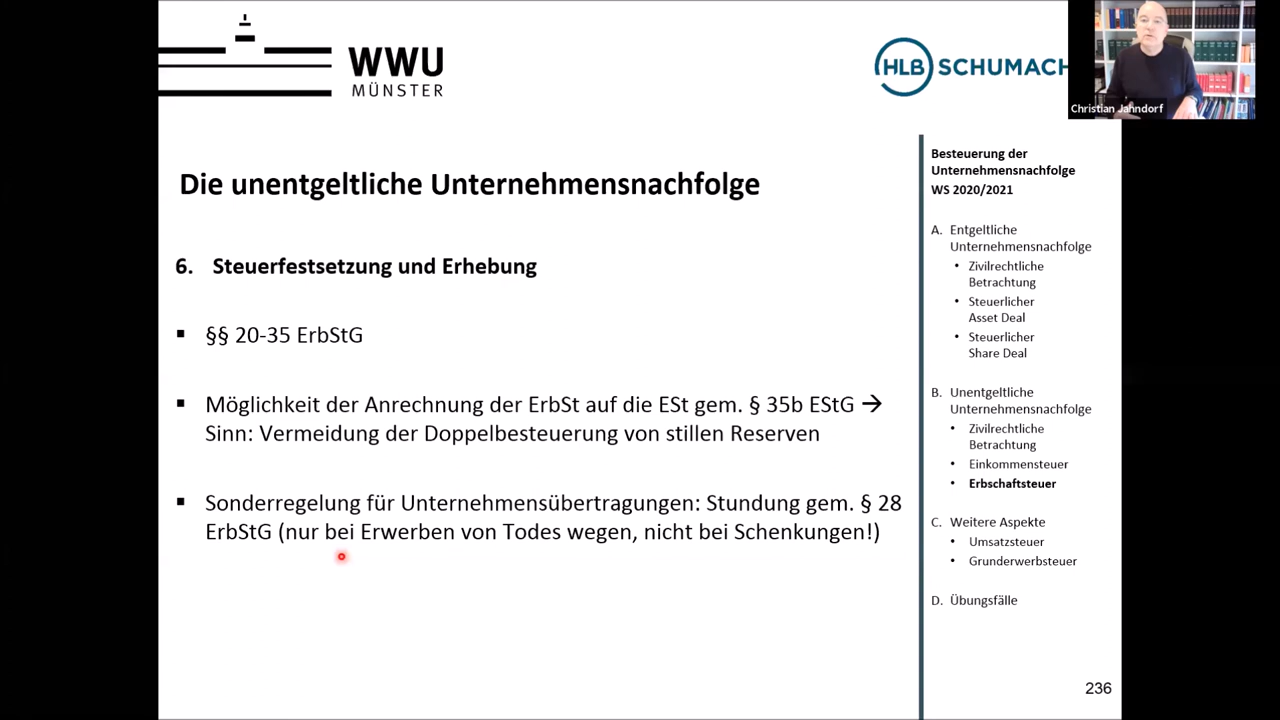 WWU
MÜNSTER
HLB SCHUMACH
Christian Jahndorf
Die unentgeltliche Unternehmensnachfolge
6. Steuerfestsetzung und Erhebung
▪ §§ 20-35 ErbStG
▪ Möglichkeit der Anrechnung der ErbSt auf die ESt gem. § 35b EStG →
Sinn: Vermeidung der Doppelbesteuerung von stillen Reserven
▪ Sonderregelung für Unternehmensübertragungen: Stundung gem. § 28
ErbStG (nur bei Erwerben von Todes wegen, nicht bei Schenkungen!)
Besteuerung der
Unternehmensnachfolge
WS 2020/2021
A. Entgeltliche
Unternehmensnachfolge
• Zivilrechtliche
Betrachtung
• Steuerlicher
Asset Deal
• Steuerlicher
Share Deal
B. Unentgeltliche
Unternehmensnachfolge
• Zivilrechtliche
Betrachtung
• Einkommensteuer
• Erbschaftsteuer
C. Weitere Aspekte
• Umsatzsteuer
• Grunderwerbsteuer
D. Übungsfälle
236